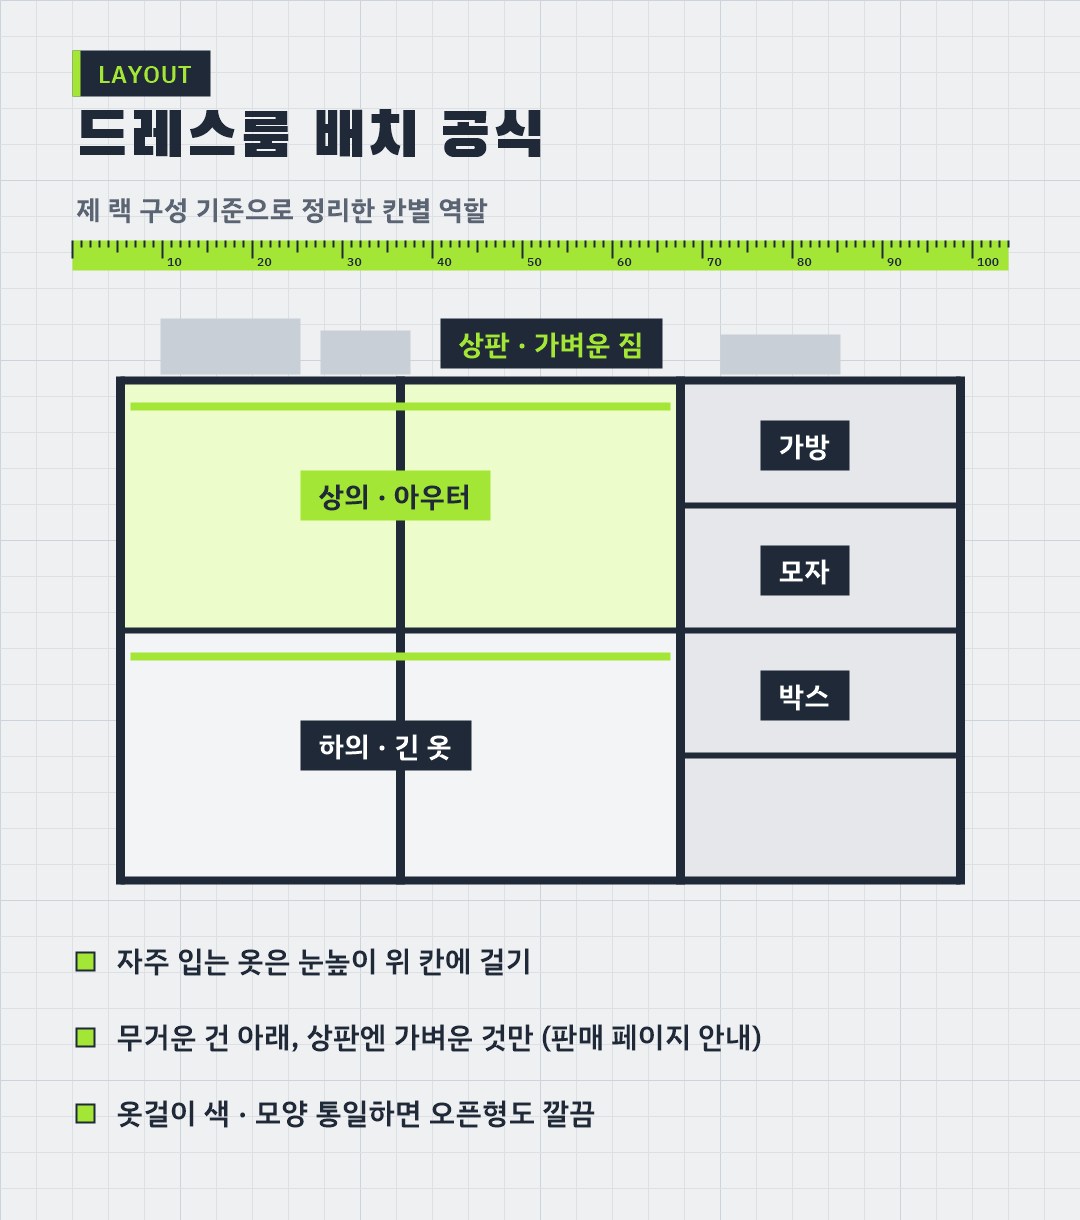 LAYOUT
드레스룸 배치 공식
제 랙 구성 기준으로 정리한 칸별 역할
10 20 30 40 50 60 70 80 90 100
상판 · 가벼운 짐
가방
상의 · 아우터
모자
박스
하의 · 긴 옷
자주 입는 옷은 눈높이 위 칸에 걸기
무거운 건 아래, 상판엔 가벼운 것만 (판매 페이지 안내)
옷걸이 색 · 모양 통일하면 오픈형도 깔끔